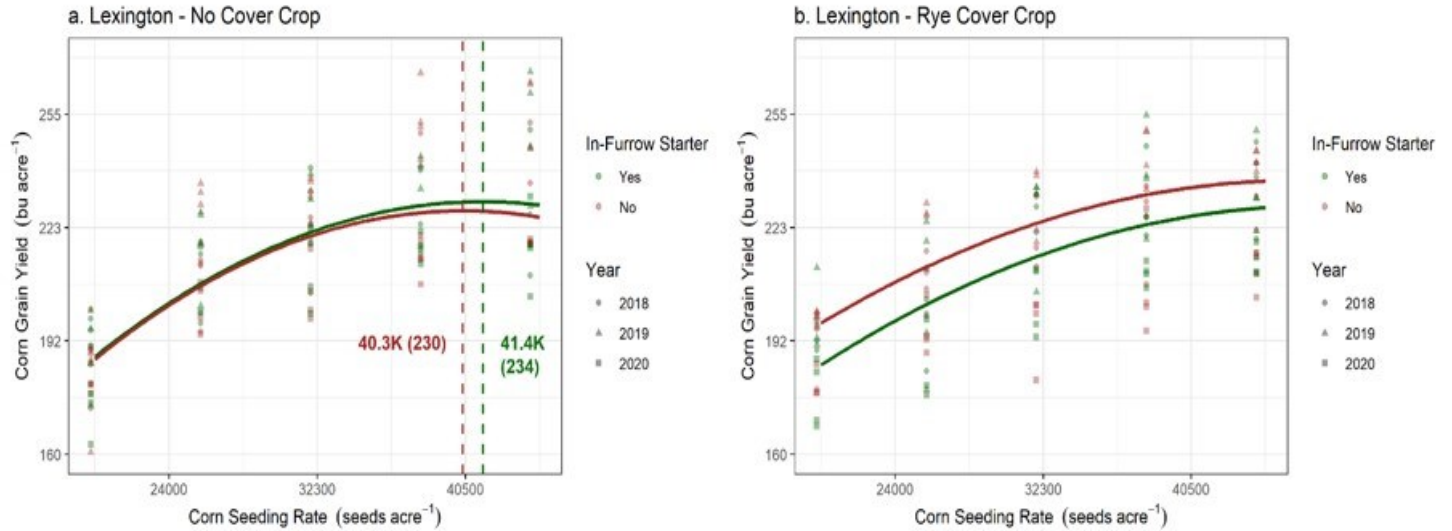 a. Lexington - No Cover Crop
255
223
192
160
Corn Grain Yield (bu acre⁻¹)
40.3K (230)
41.4K
(234)
24000
32300
40500
Corn Seeding Rate (seeds acre⁻¹)
In-Furrow Starter
Yes
No
Year
2018
2019
2020
b. Lexington - Rye Cover Crop
255
223
192
160
Corn Grain Yield (bu acre⁻¹)
24000
32300
40500
Corn Seeding Rate (seeds acre⁻¹)
In-Furrow Starter
Yes
No
Year
2018
2019
2020